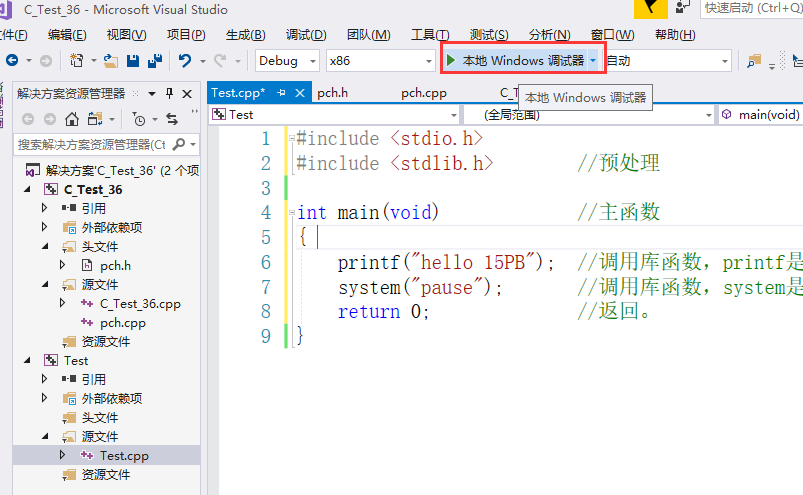 C_Test_36 - Microsoft Visual Studio
快速启动 (Ctrl+Q)
文件(F) 编辑(E) 视图(V) 项目(P) 生成(B) 调试(D) 团队(M) 工具(T) 测试(S) 分析(N) 窗口(W) 帮助(H)
Debug x86 本地 Windows 调试器 自动
解决方案资源管理器
Test.cpp* pch.h pch.cpp C_T
本地 Windows 调试器
Test (全局范围) main(void)
搜索解决方案资源管理器(Ct
解决方案'C_Test_36' (2 个项
C_Test_36
引用
外部依赖项
头文件
pch.h
源文件
C_Test_36.cpp
pch.cpp
资源文件
Test
引用
外部依赖项
头文件
源文件
Test.cpp
资源文件
1 #include <stdio.h>
2 #include <stdlib.h> //预处理
3
4 int main(void) //主函数
5 {
6 printf("hello 15PB"); //调用库函数，printf是
7 system("pause"); //调用库函数，system是
8 return 0; //返回。
9 }